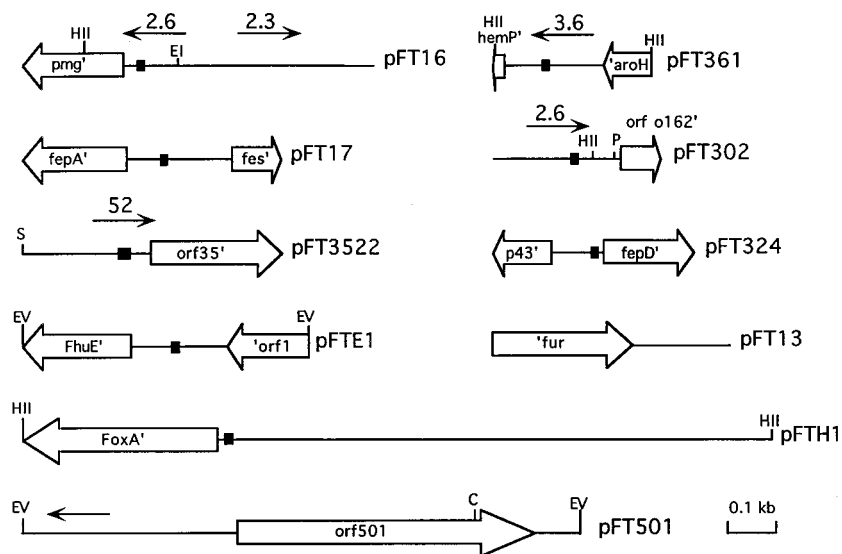 2.6 2.3 HII EI pmg' pFT16
HII hemP' 3.6 'aroH HII pFT361
fepA' fes' pFT17
2.6 HII P orf o162' pFT302
S 52 orf35' pFT3522
p43' fepD' pFT324
EV FhuE' 'orf1 EV pFTE1
'fur pFT13
HII FoxA' HII pFTH1
EV orf501 C EV pFT501
0.1 kb